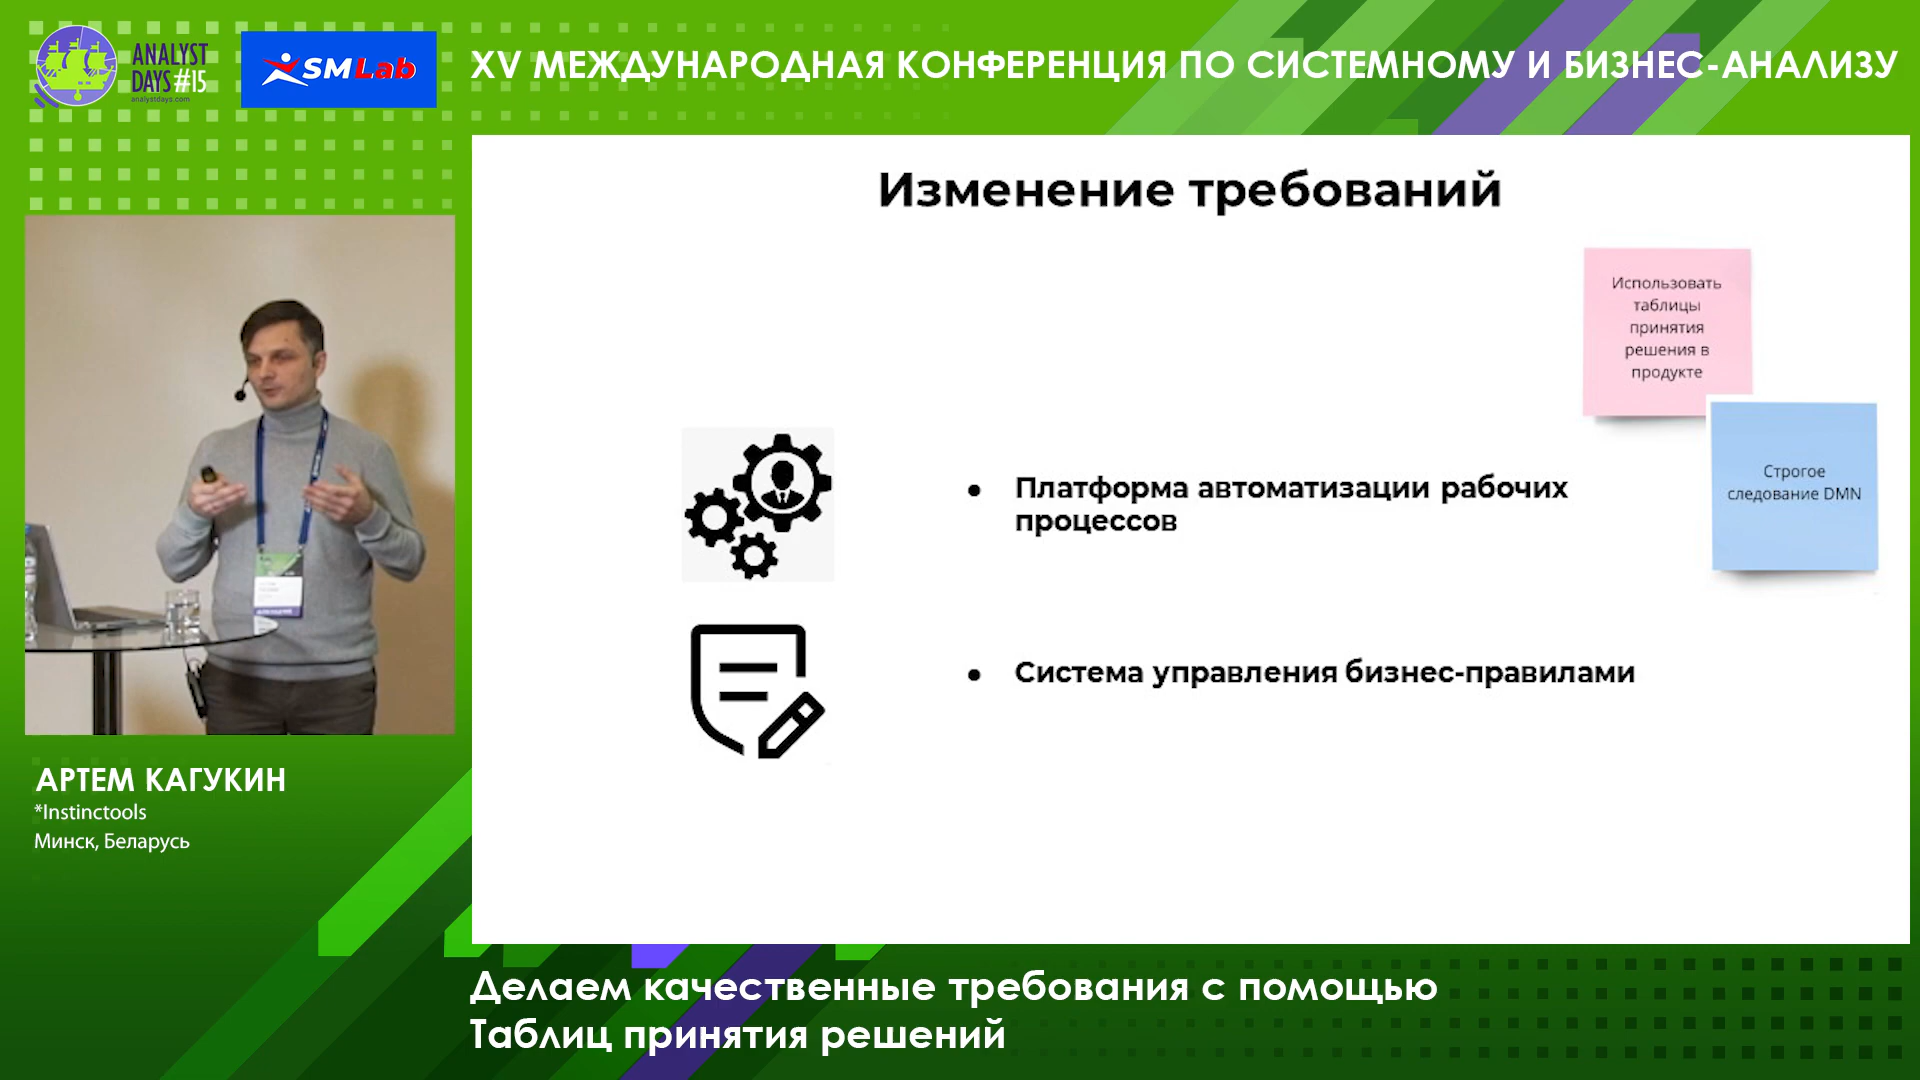 ANALYST
DAYS#15
analystdays.com
SMLab
XV МЕЖДУНАРОДНАЯ КОНФЕРЕНЦИЯ ПО СИСТЕМНОМУ И БИЗНЕС-АНАЛИЗУ
Изменение требований
Использовать
таблицы
принятия
решения в
продукте
Строгое
следование DMN
• Платформа автоматизации рабочих
процессов
• Система управления бизнес-правилами
АРТЕМ КАГУКИН
*Instinctools
Минск, Беларусь
Делаем качественные требования с помощью
Таблиц принятия решений